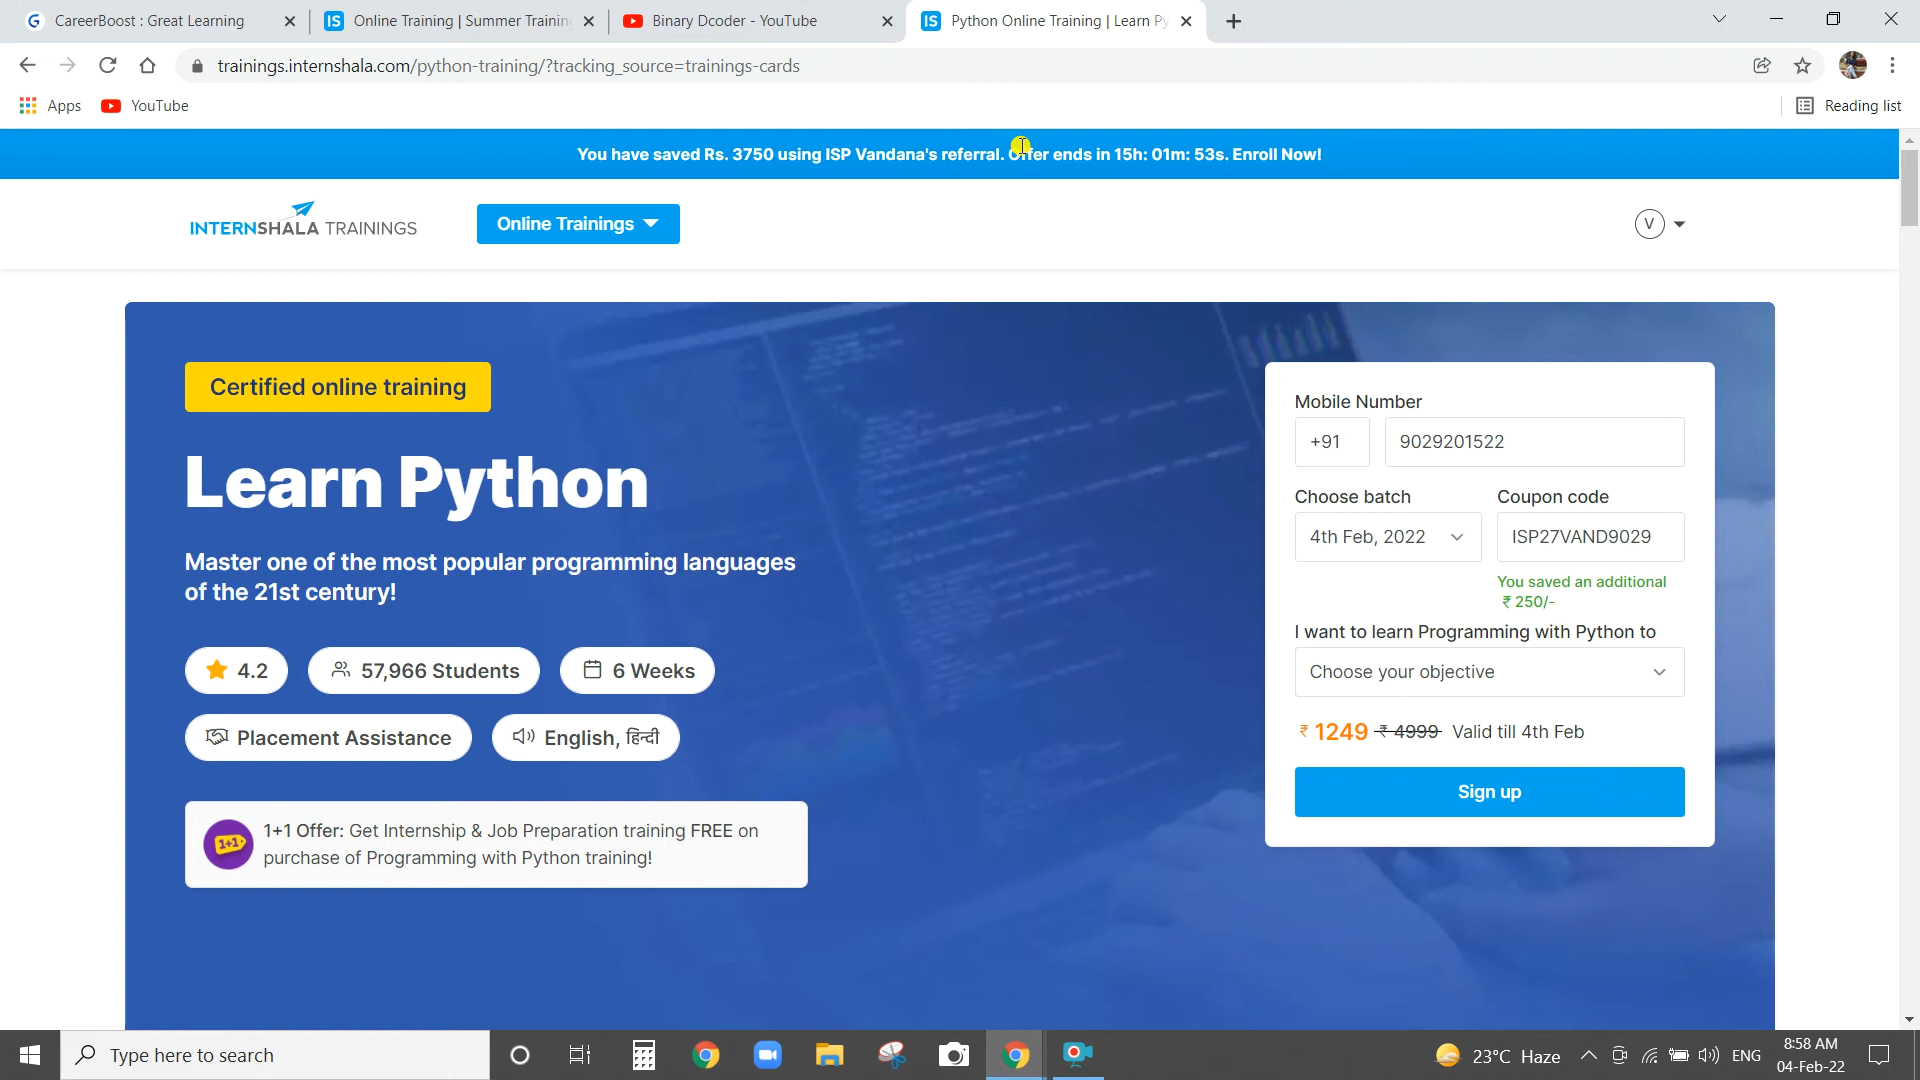 CareerBoost : Great Learning
Online Training | Summer Training
Binary Dcoder - YouTube
IS Python Online Training | Learn Py
trainings.internshala.com/python-training/?tracking_source=trainings-cards
Apps YouTube Reading list
You have saved Rs. 3750 using ISP Vandana's referral. Offer ends in 15h: 01m: 53s. Enroll Now!
INTERNSHALA TRAININGS
Online Trainings
V
Certified online training
Learn Python
Master one of the most popular programming languages
of the 21st century!
4.2
57,966 Students
6 Weeks
Placement Assistance
English, हिन्दी
1+1
1+1 Offer: Get Internship & Job Preparation training FREE on
purchase of Programming with Python training!
Mobile Number
+91 9029201522
Choose batch Coupon code
4th Feb, 2022 ISP27VAND9029
You saved an additional
₹ 250/-
I want to learn Programming with Python to
Choose your objective
₹ 1249 ₹ 4999 Valid till 4th Feb
Sign up
Type here to search
23°C Haze
ENG
8:58 AM
04-Feb-22